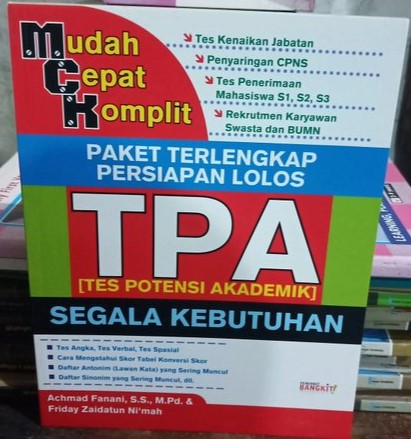 Mudah
Cepat
Komplit
Tes Kenaikan Jabatan
Penyaringan CPNS
Tes Penerimaan
Mahasiswa S1, S2, S3
Rekrutmen Karyawan
Swasta dan BUMN
PAKET TERLENGKAP
PERSIAPAN LOLOS
TPA
[TES POTENSI AKADEMIK]
SEGALA KEBUTUHAN
Tes Angka, Tes Verbal, Tes Spasial
Cara Mengetahui Skor Tabel Konversi Skor
Daftar Antonim (Lawan Kata) yang Sering Muncul
Daftar Sinonim yang Sering Muncul, dll.
Achmad Fanani, S.S., M.Pd. &
Friday Zaidatun Ni'mah
BANGKIT!